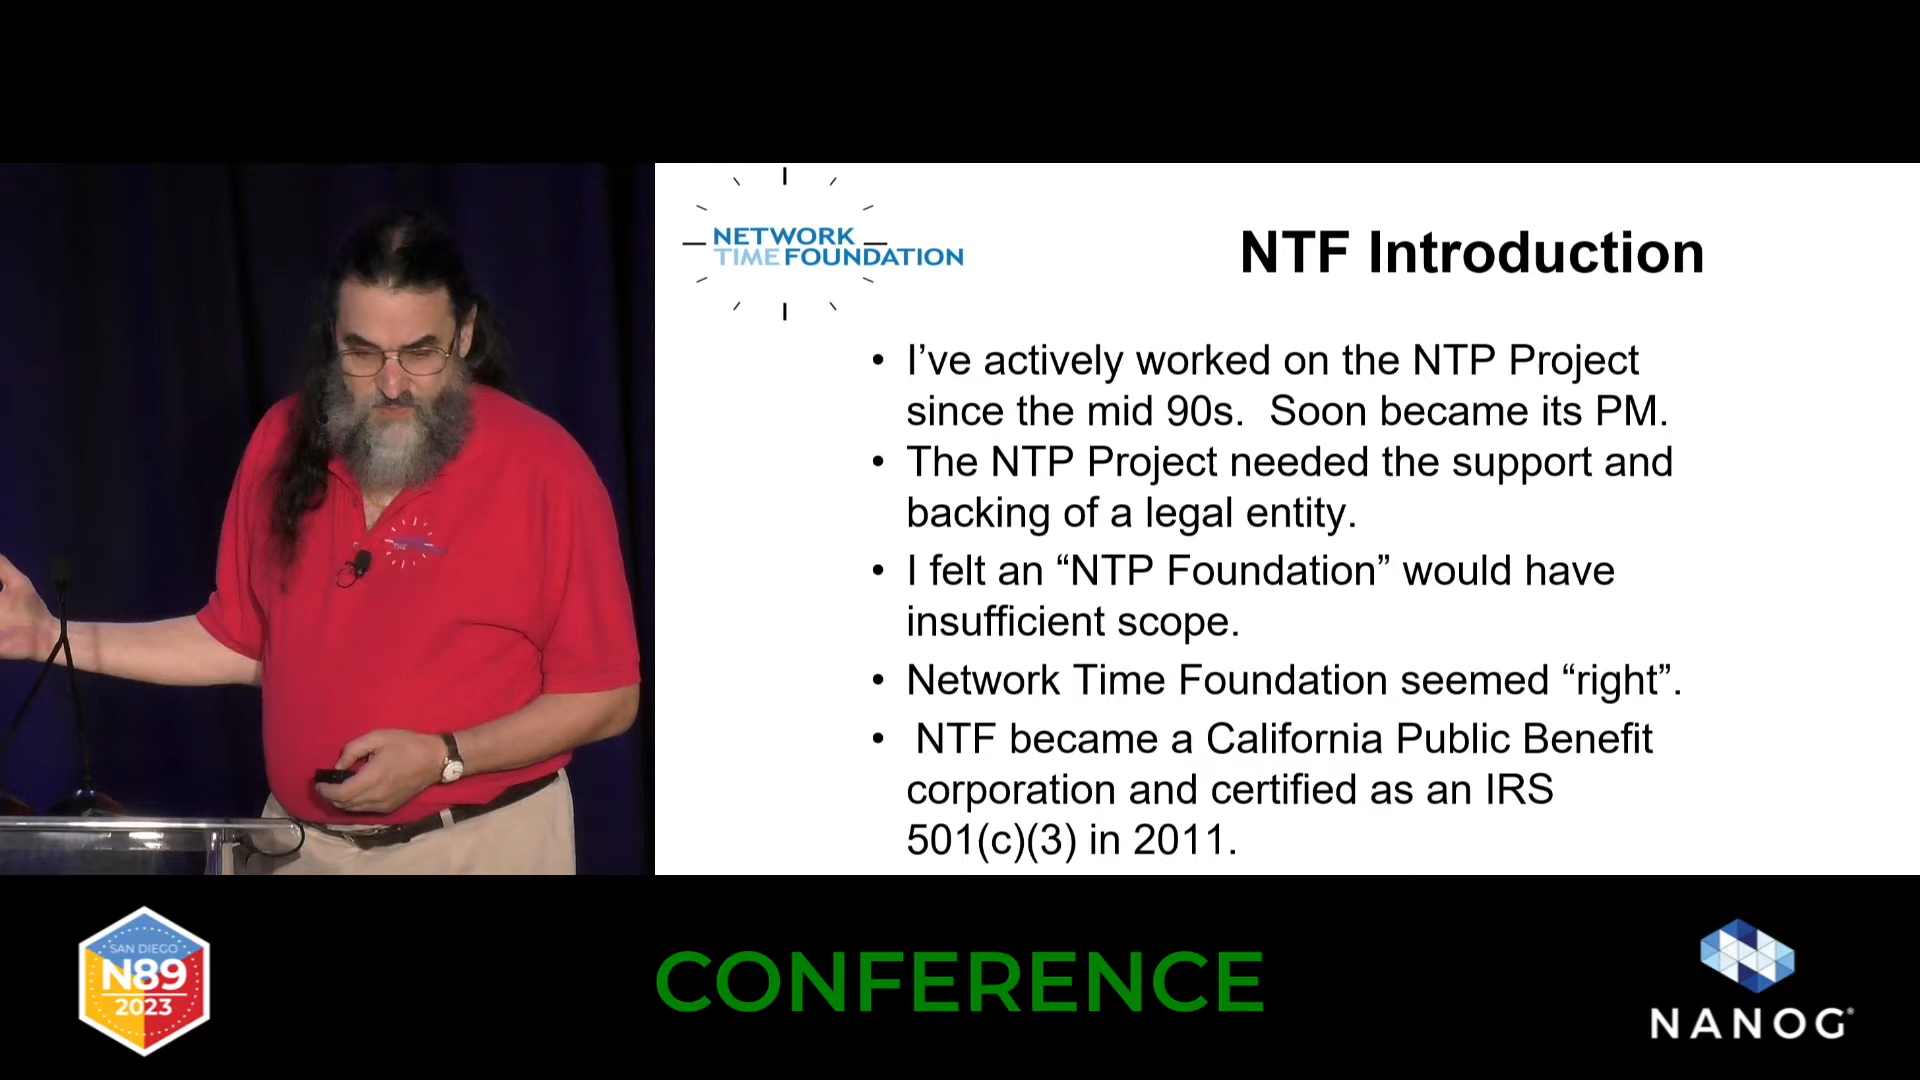 NETWORK
TIME FOUNDATION
NTF Introduction
• I’ve actively worked on the NTP Project
since the mid 90s.  Soon became its PM.
• The NTP Project needed the support and
backing of a legal entity.
• I felt an “NTP Foundation” would have
insufficient scope.
• Network Time Foundation seemed “right”.
• NTF became a California Public Benefit
corporation and certified as an IRS
501(c)(3) in 2011.
SAN DIEGO
N89
2023
CONFERENCE
NANOG®